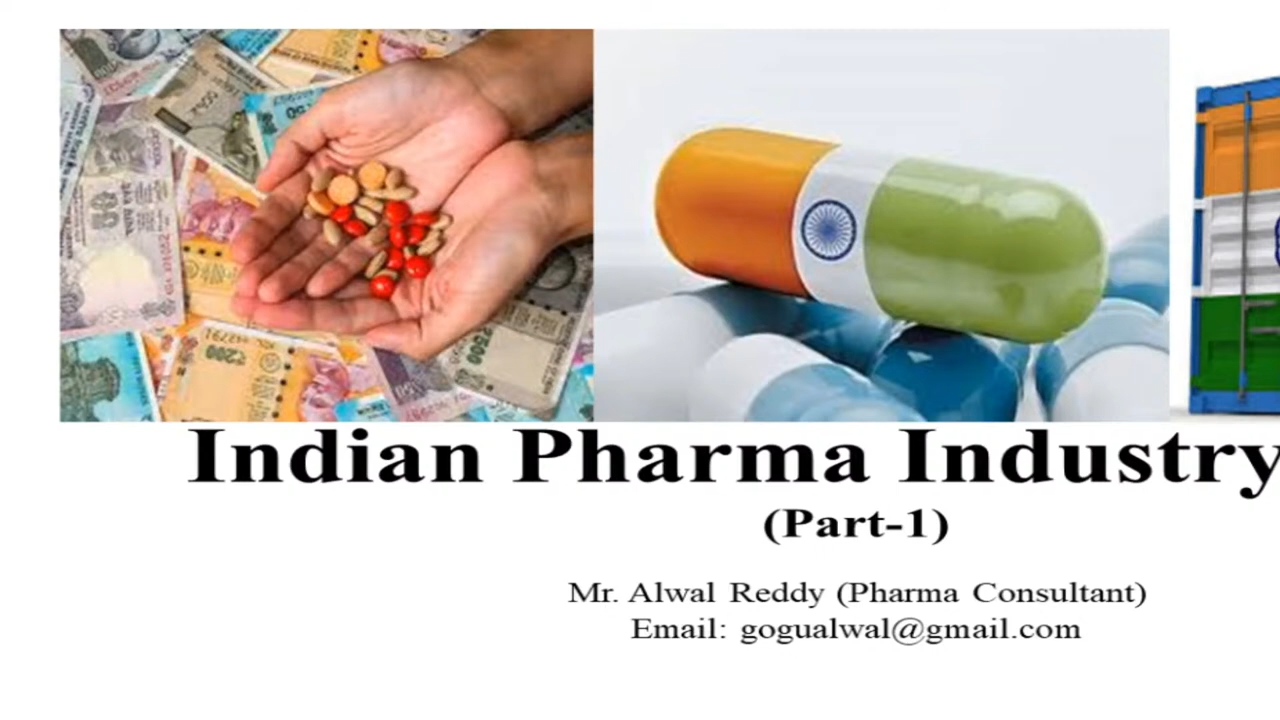 Indian Pharma Industry
(Part-1)
Mr. Alwal Reddy (Pharma Consultant)
Email: gogualwal@gmail.com